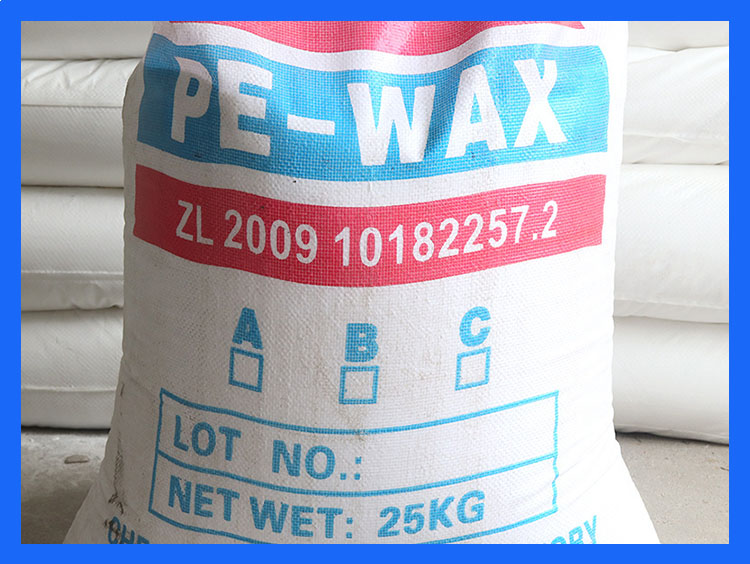 PE-WAX
ZL 2009 10182257.2
A B C
LOT NO.:
NET WET: 25KG